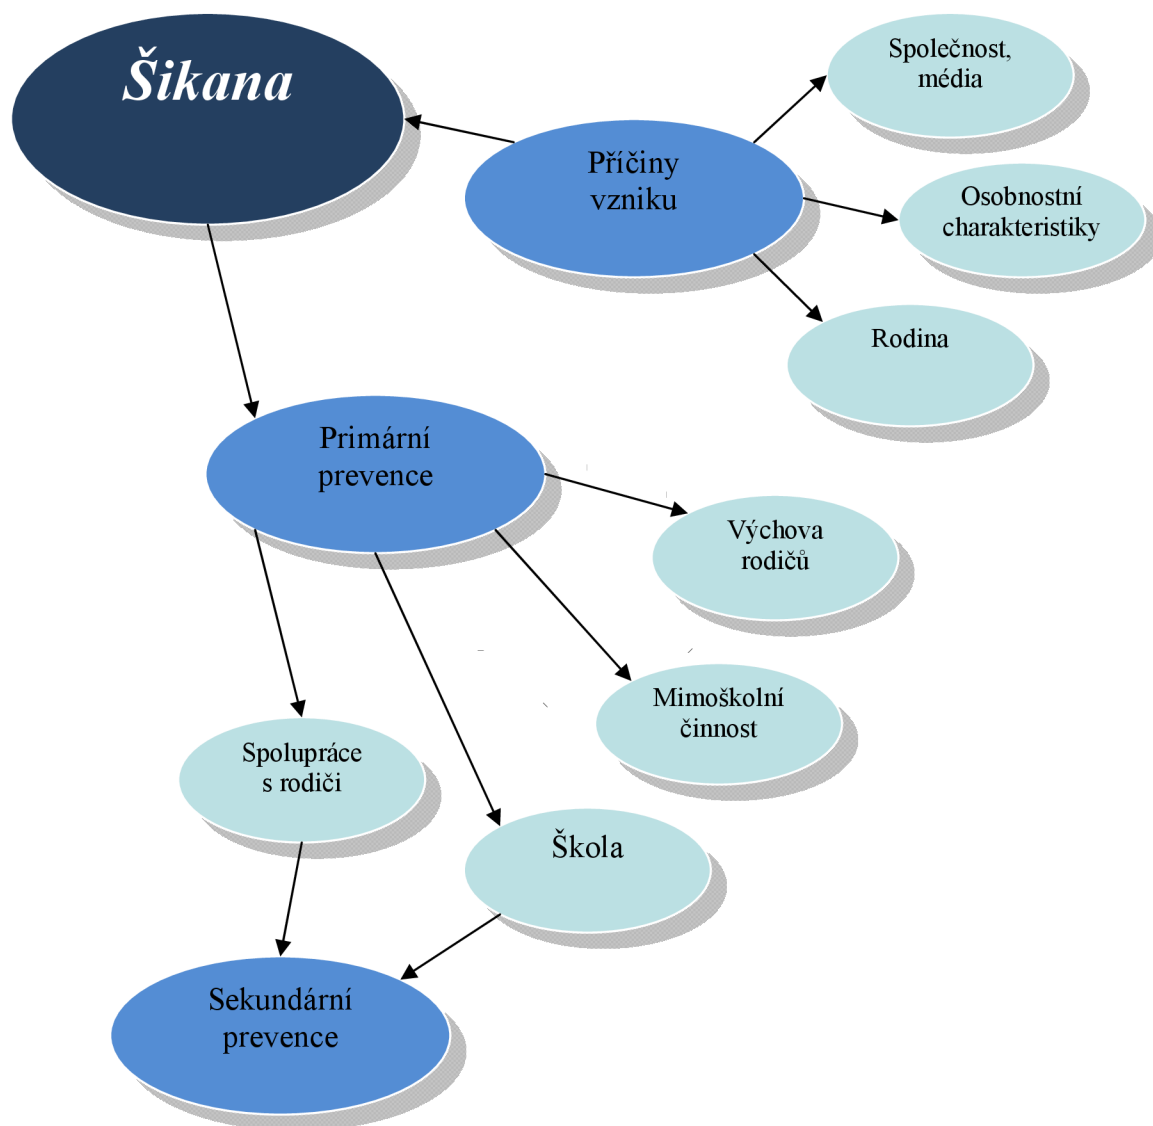 Šikana
Společnost,
média
Příčiny
vzniku
Osobnostní
charakteristiky
Rodina
Primární
prevence
Výchova
rodičů
Mimoškolní
činnost
Spolupráce
s rodiči
Škola
Sekundární
prevence